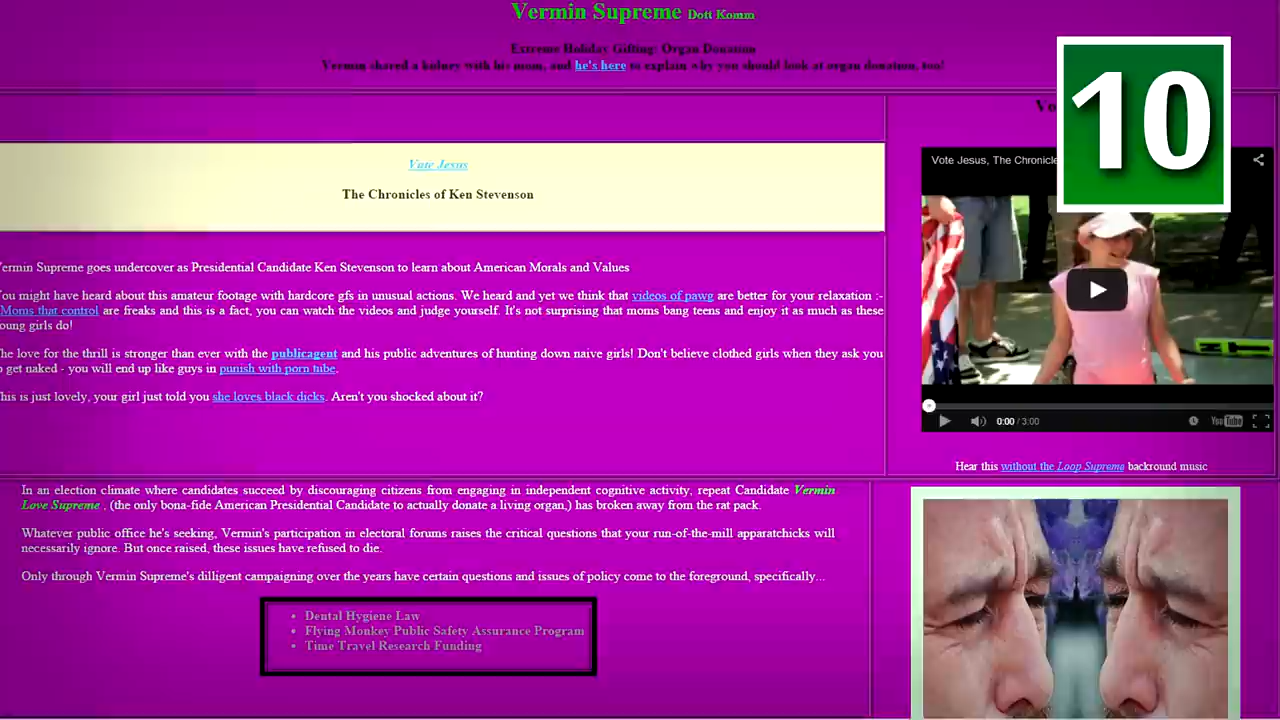 Vermin Supreme Dott Komm
Extreme Holiday Gifting: Organ Donation
Vermin shared a kidney with his mom, and he's here to explain why you should look at organ donation, too!
10
Vote Jesus
The Chronicles of Ken Stevenson
Vote Jesus, The Chronicle
ermin Supreme goes undercover as Presidential Candidate Ken Stevenson to learn about American Morals and Values
ou might have heard about this amateur footage with hardcore gfs in unusual actions. We heard and yet we think that videos of pawg are better for your relaxation :-
Moms that control are freaks and this is a fact, you can watch the videos and judge yourself. It's not surprising that moms bang teens and enjoy it as much as these
oung girls do!
he love for the thrill is stronger than ever with the publicagent and his public adventures of hunting down naive girls! Don't believe clothed girls when they ask you
o get naked - you will end up like guys in punish with porn tube.
his is just lovely, your girl just told you she loves black dicks. Aren't you shocked about it?
0:00 / 3:00
YouTube
Hear this without the Loop Supreme backround music
In an election climate where candidates succeed by discouraging citizens from engaging in independent cognitive activity, repeat Candidate Vermin
Love Supreme , (the only bona-fide American Presidential Candidate to actually donate a living organ,) has broken away from the rat pack.
Whatever public office he's seeking, Vermin's participation in electoral forums raises the critical questions that your run-of-the-mill apparatchicks will
necessarily ignore. But once raised, these issues have refused to die.
Only through Vermin Supreme's dilligent campaigning over the years have certain questions and issues of policy come to the foreground, specifically...
• Dental Hygiene Law
• Flying Monkey Public Safety Assurance Program
• Time Travel Research Funding